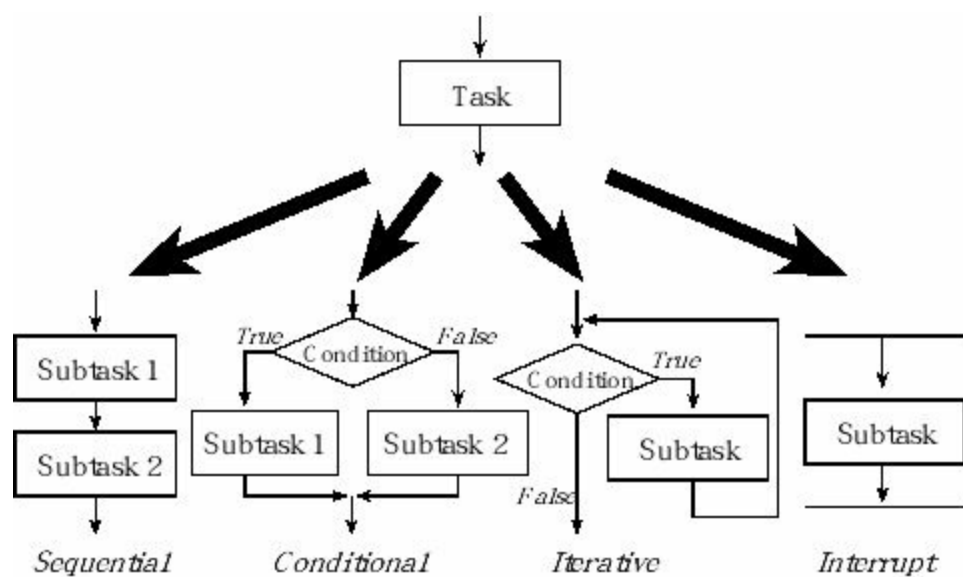 Task
Subtask 1
Subtask 2
Sequential
True
False
Condition
Subtask 1
Subtask 2
Conditional
Condition
True
Subtask
False
Iterative
Subtask
Interrupt